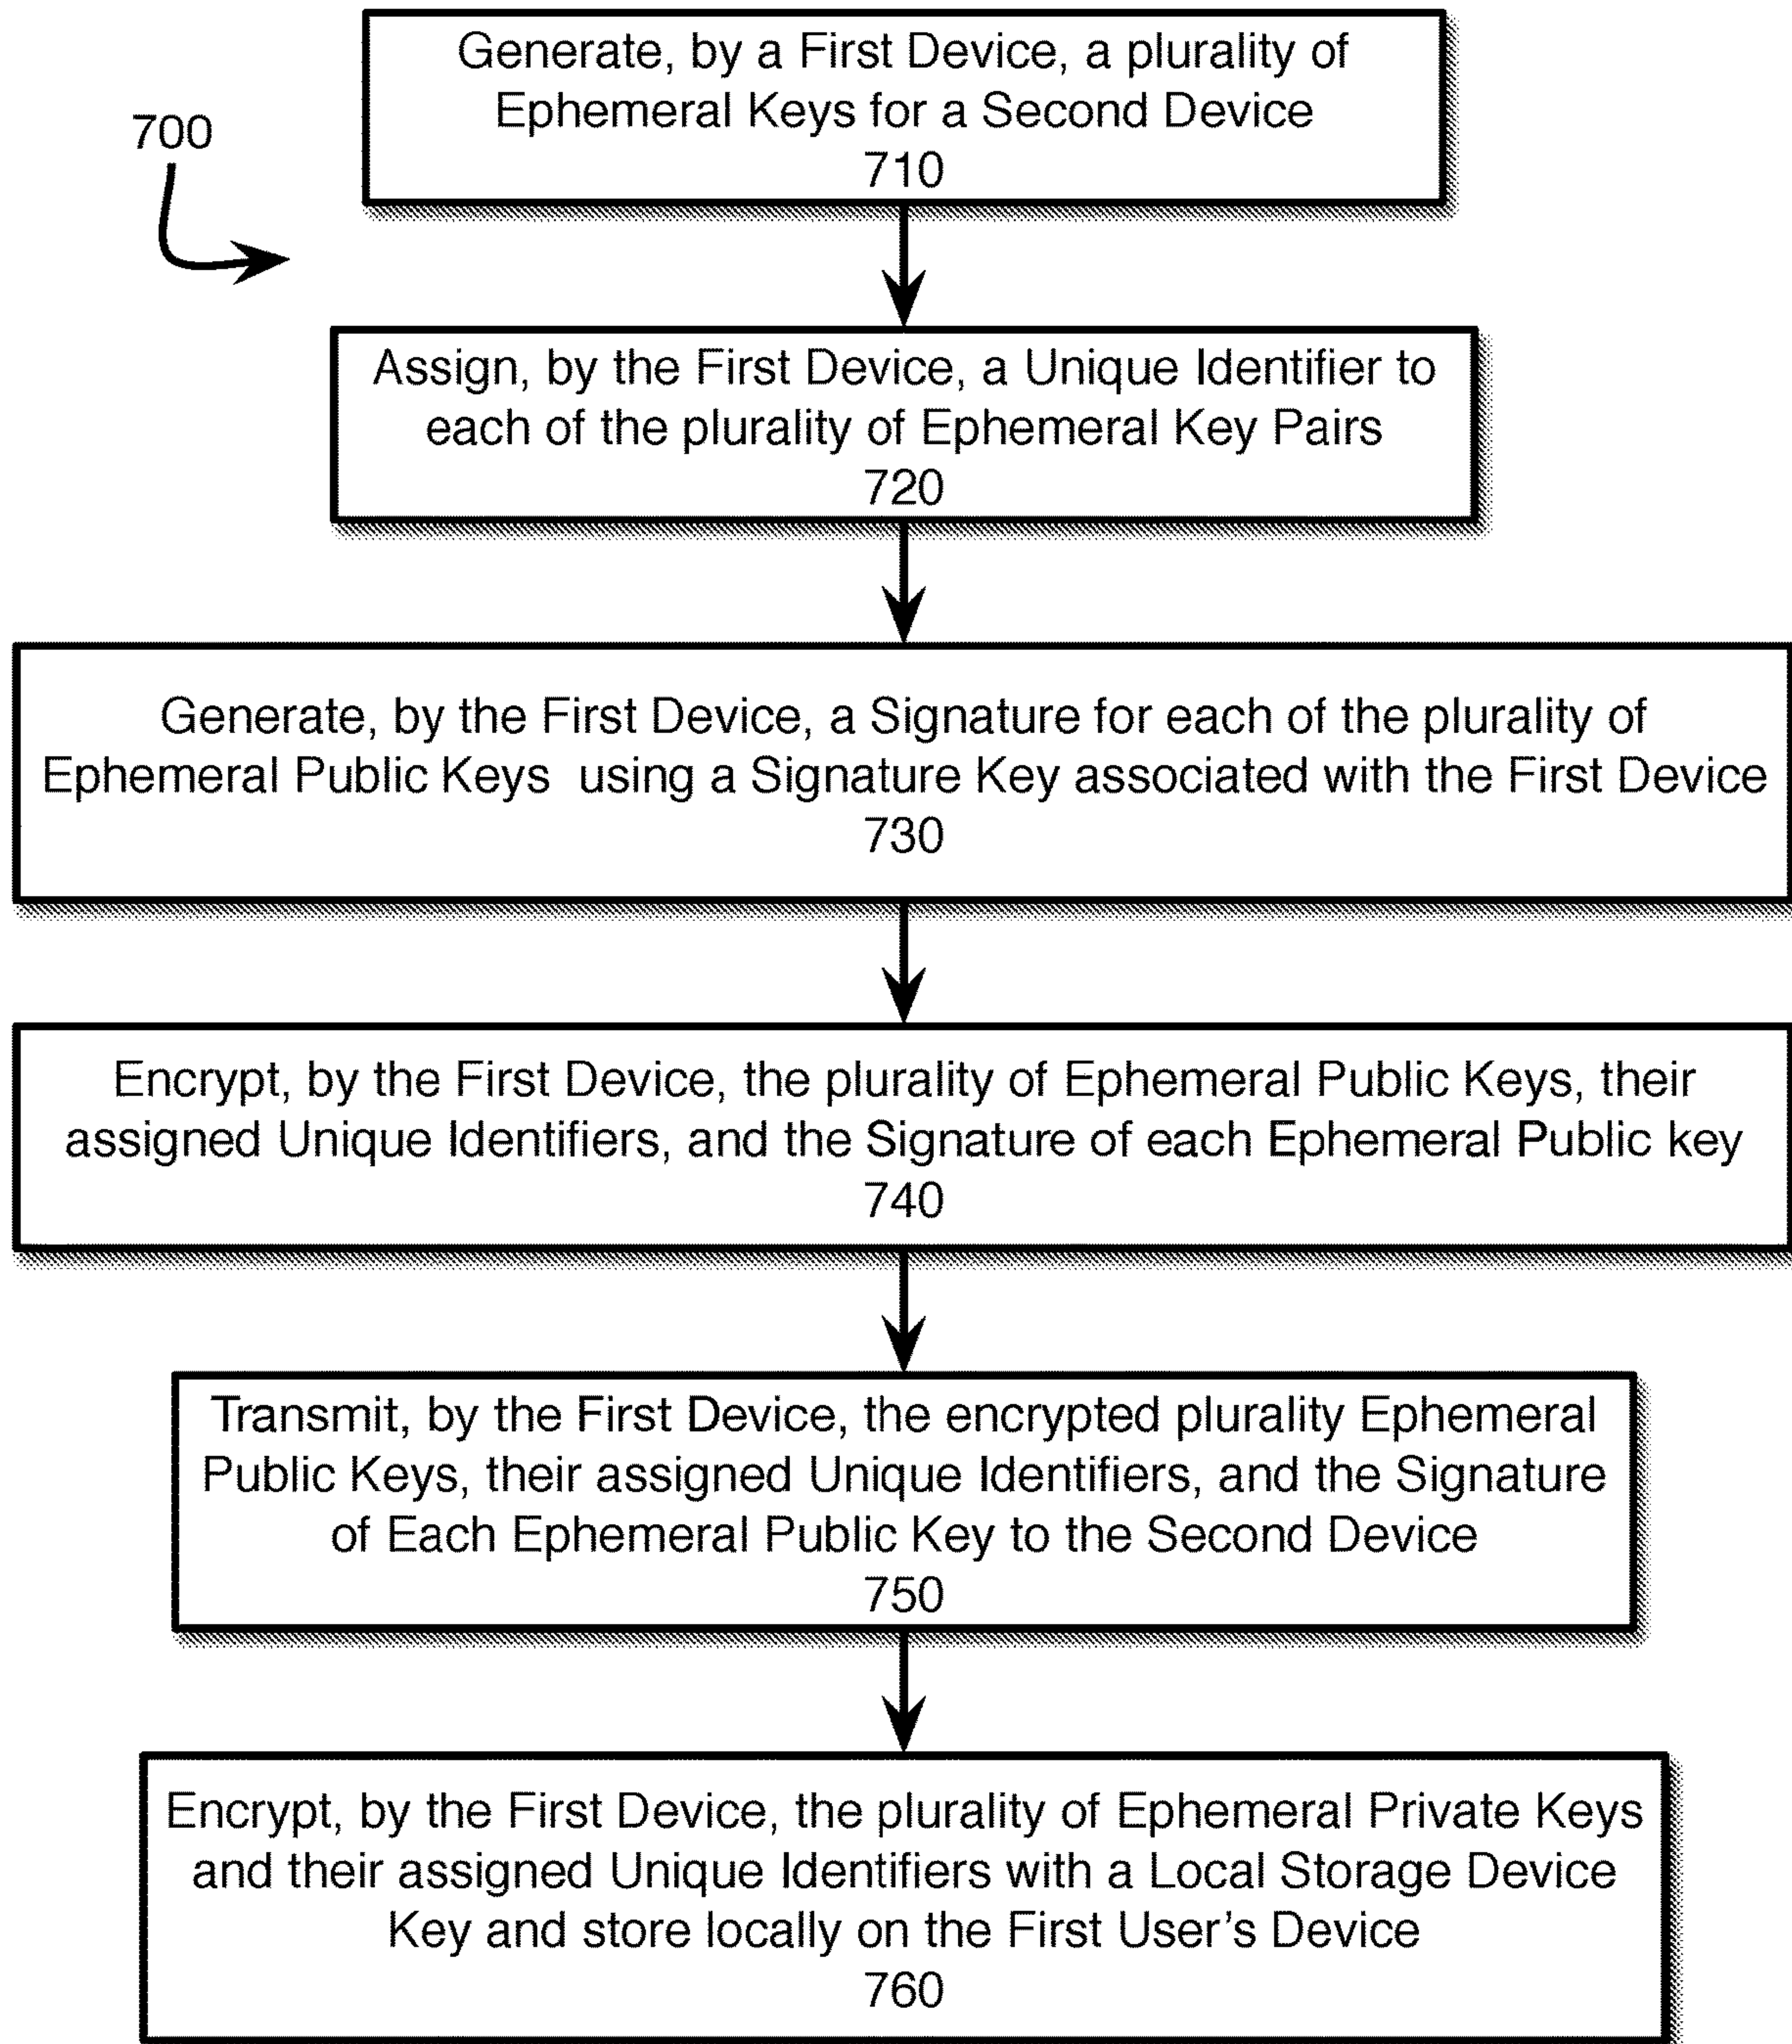 Generate, by a First Device, a plurality of
Ephemeral Keys for a Second Device
710
700
Assign, by the First Device, a Unique Identifier to
each of the plurality of Ephemeral Key Pairs
720
Generate, by the First Device, a Signature for each of the plurality of
Ephemeral Public Keys  using a Signature Key associated with the First Device
730
Encrypt, by the First Device, the plurality of Ephemeral Public Keys, their
assigned Unique Identifiers, and the Signature of each Ephemeral Public key
740
Transmit, by the First Device, the encrypted plurality Ephemeral
Public Keys, their assigned Unique Identifiers, and the Signature
of Each Ephemeral Public Key to the Second Device
750
Encrypt, by the First Device, the plurality of Ephemeral Private Keys
and their assigned Unique Identifiers with a Local Storage Device
Key and store locally on the First User's Device
760